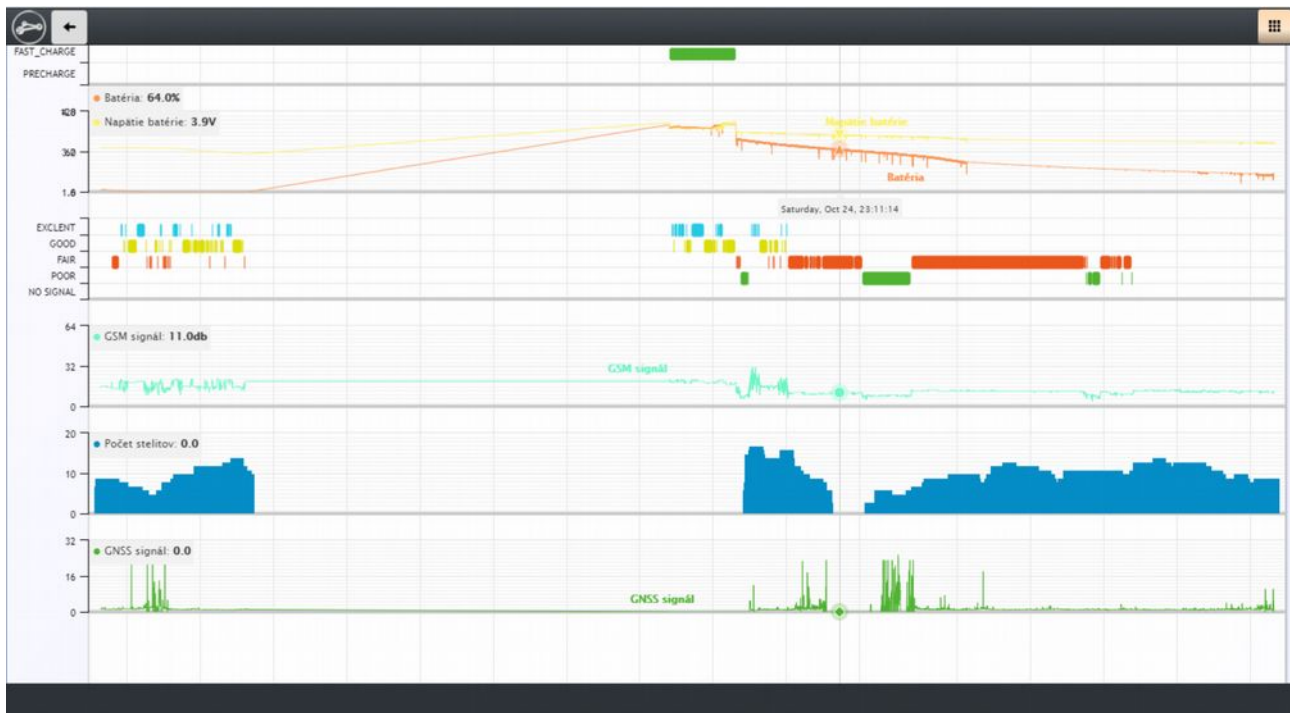 FAST_CHARGE
PRECHARGE
Batéria: 64.0%
Napätie batérie: 3.9V
Napätie batérie
Batéria
Saturday, Oct 24, 23:11:14
EXCLENT
GOOD
FAIR
POOR
NO SIGNAL
64
GSM signál: 11.0db
32
GSM signál
0
20
Počet stelitov: 0.0
10
0
32
GNSS signál: 0.0
16
GNSS signál
0